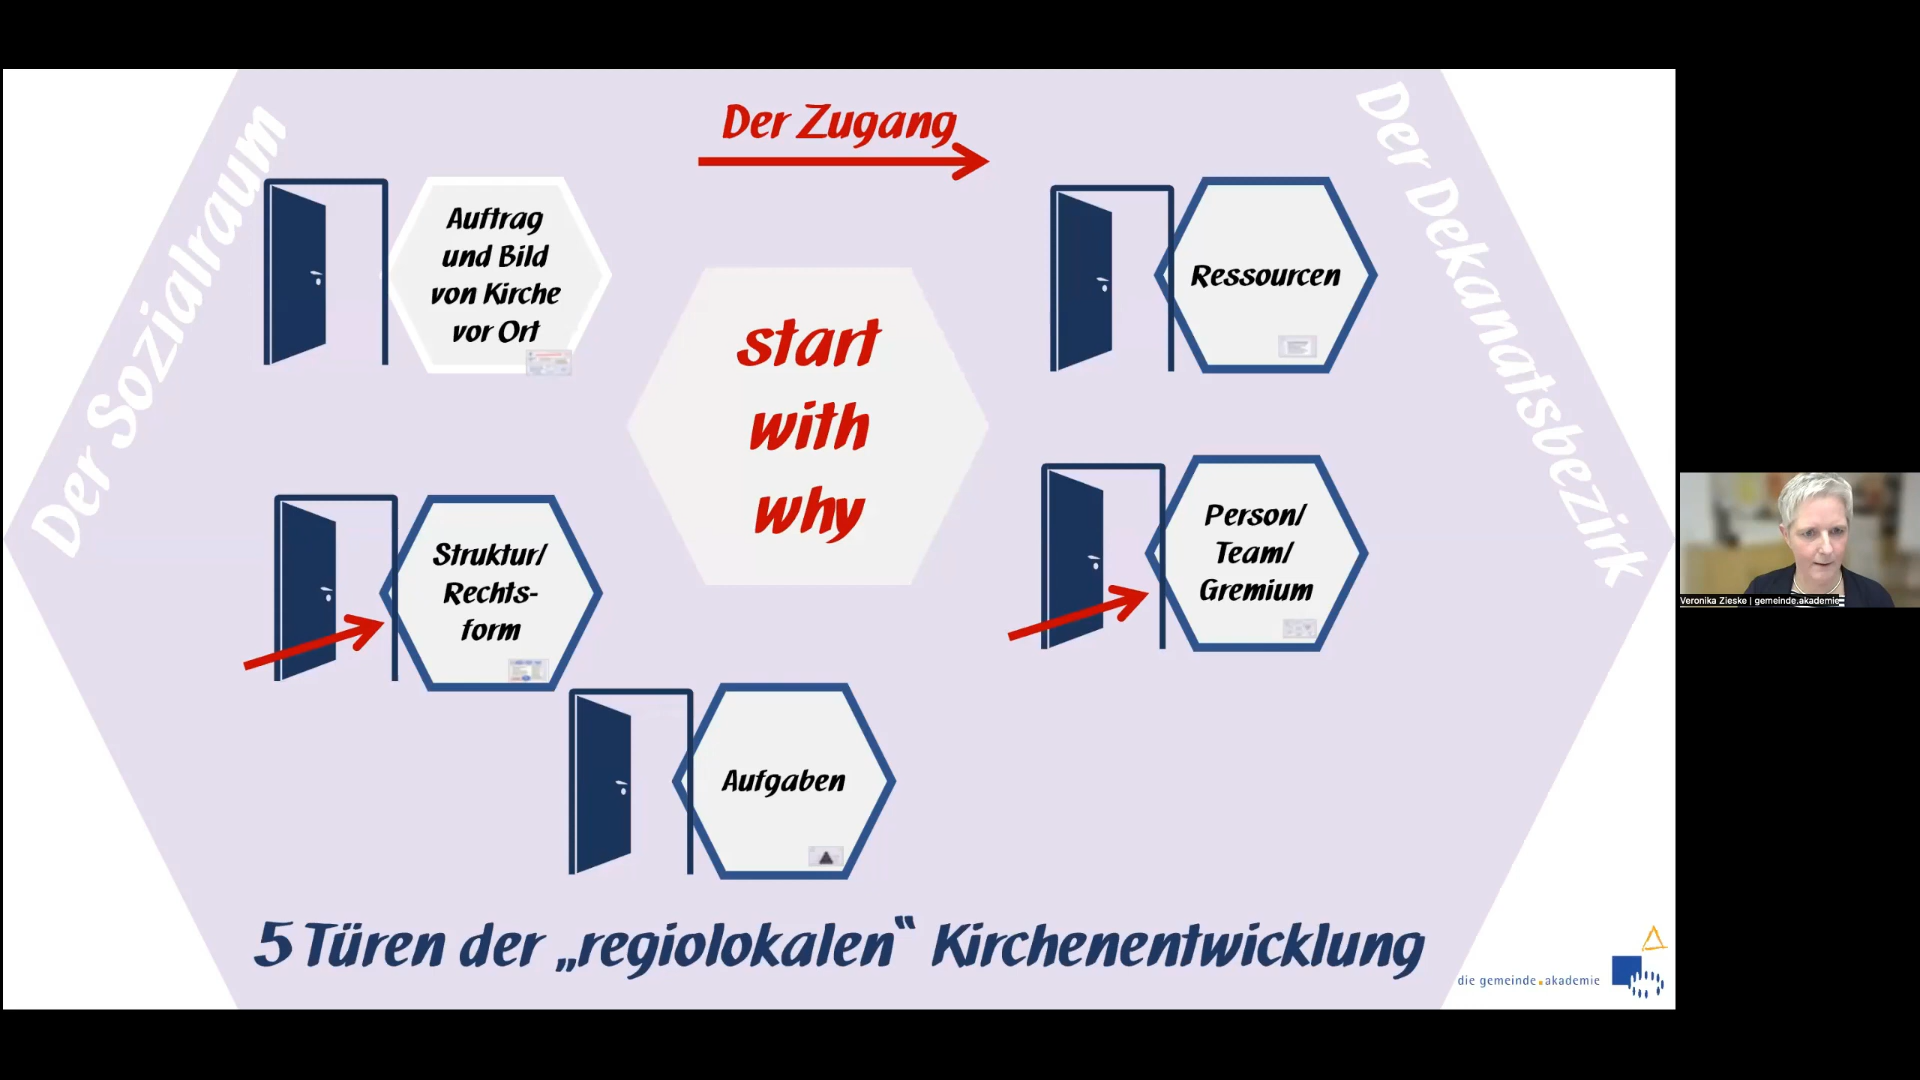 Der Zugang
Der Sozialraum
Der Dekanatsbezirk
Auftrag
und Bild
von Kirche
vor Ort
Ressourcen
start
with
why
Struktur/
Rechts-
form
Person/
Team/
Gremium
Aufgaben
5 Türen der „regiolokalen“ Kirchenentwicklung
die gemeinde.akademie
Veronika Zieske | gemeinde.akademie